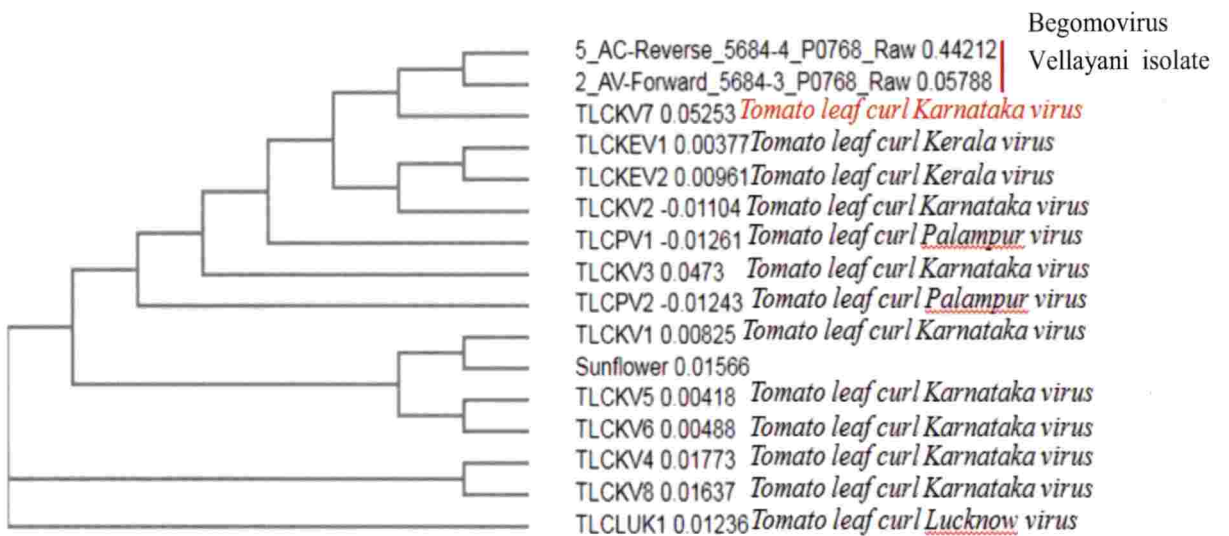 Begomovirus
Vellayani isolate
5_AC-Reverse_5684-4_P0768_Raw 0.44212
2_AV-Forward_5684-3_P0768_Raw 0.05788
TLCKV7 0.05253 Tomato leaf curl Karnataka virus
TLCKEV1 0.00377 Tomato leaf curl Kerala virus
TLCKEV2 0.00961 Tomato leaf curl Kerala virus
TLCKV2 -0.01104 Tomato leaf curl Karnataka virus
TLCPV1 -0.01261 Tomato leaf curl Palampur virus
TLCKV3 0.0473 Tomato leaf curl Karnataka virus
TLCPV2 -0.01243 Tomato leaf curl Palampur virus
TLCKV1 0.00825 Tomato leaf curl Karnataka virus
Sunflower 0.01566
TLCKV5 0.00418 Tomato leaf curl Karnataka virus
TLCKV6 0.00488 Tomato leaf curl Karnataka virus
TLCKV4 0.01773 Tomato leaf curl Karnataka virus
TLCKV8 0.01637 Tomato leaf curl Karnataka virus
TLCLUK1 0.01236 Tomato leaf curl Lucknow virus